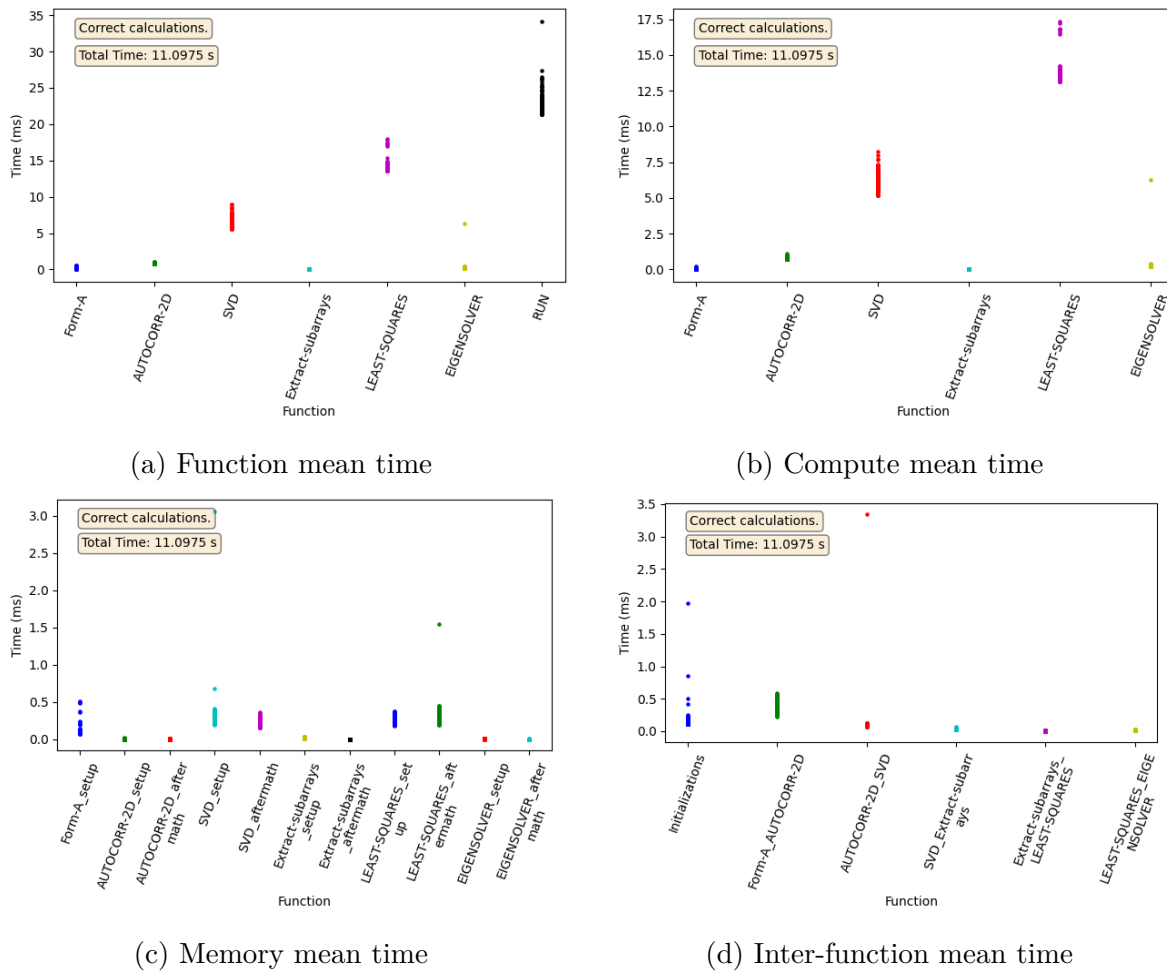 Correct calculations.
Total Time: 11.0975 s
Time (ms)
35
30
25
20
15
10
5
0
Form-A
AUTOCORR-2D
SVD
Extract-subarrays
LEAST-SQUARES
EIGENSOLVER
RUN
Function
(a) Function mean time
Correct calculations.
Total Time: 11.0975 s
Time (ms)
17.5
15.0
12.5
10.0
7.5
5.0
2.5
0.0
Form-A
AUTOCORR-2D
SVD
Extract-subarrays
LEAST-SQUARES
EIGENSOLVER
Function
(b) Compute mean time
Correct calculations.
Total Time: 11.0975 s
Time (ms)
3.0
2.5
2.0
1.5
1.0
0.5
0.0
Form-A_setup
AUTOCORR-2D_setup
AUTOCORR-2D_after
math
SVD_setup
SVD_aftermath
Extract-subarrays
_setup
Extract-subarrays
_aftermath
LEAST-SQUARES_set
up
LEAST-SQUARES_aft
ermath
EIGENSOLVER_setup
EIGENSOLVER_after
math
Function
(c) Memory mean time
Correct calculations.
Total Time: 11.0975 s
Time (ms)
3.5
3.0
2.5
2.0
1.5
1.0
0.5
0.0
Initializations
Form-A_AUTOCORR-2D
AUTOCORR-2D_SVD
SVD_Extract-subarr
ays
Extract-subarrays_
LEAST-SQUARES
LEAST-SQUARES_EIGE
NSOLVER
Function
(d) Inter-function mean time